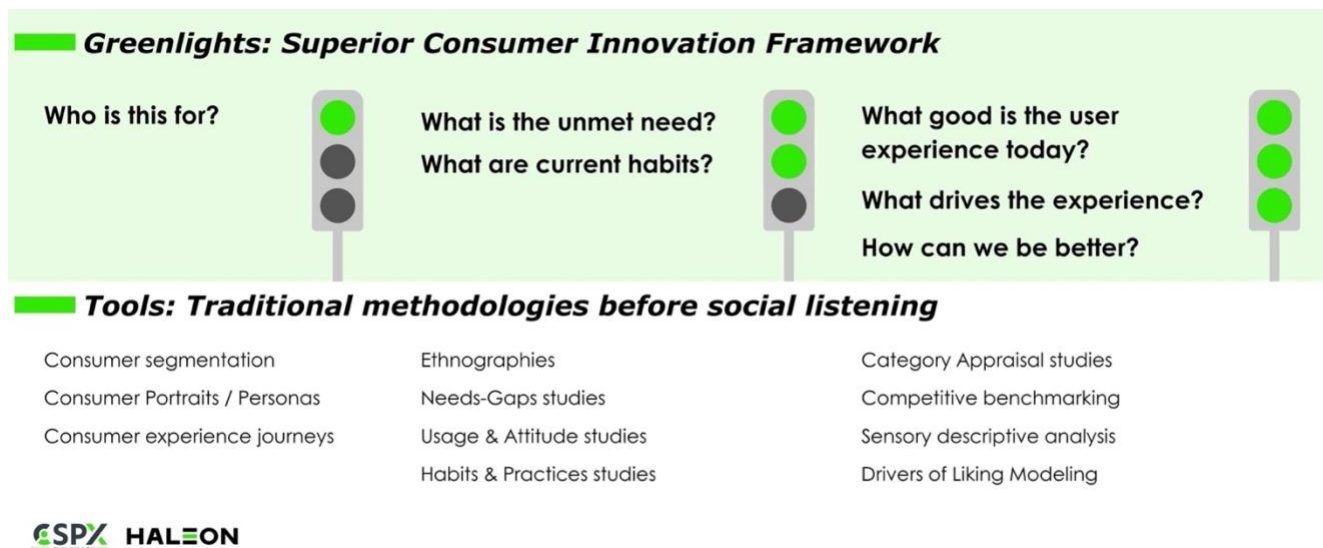 Greenlights: Superior Consumer Innovation Framework
Who is this for?
What is the unmet need?
What are current habits?
What good is the user
experience today?
What drives the experience?
How can we be better?
Tools: Traditional methodologies before social listening
Consumer segmentation
Consumer Portraits / Personas
Consumer experience journeys
Ethnographies
Needs-Gaps studies
Usage & Attitude studies
Habits & Practices studies
Category Appraisal studies
Competitive benchmarking
Sensory descriptive analysis
Drivers of Liking Modeling
CSPX HALEON